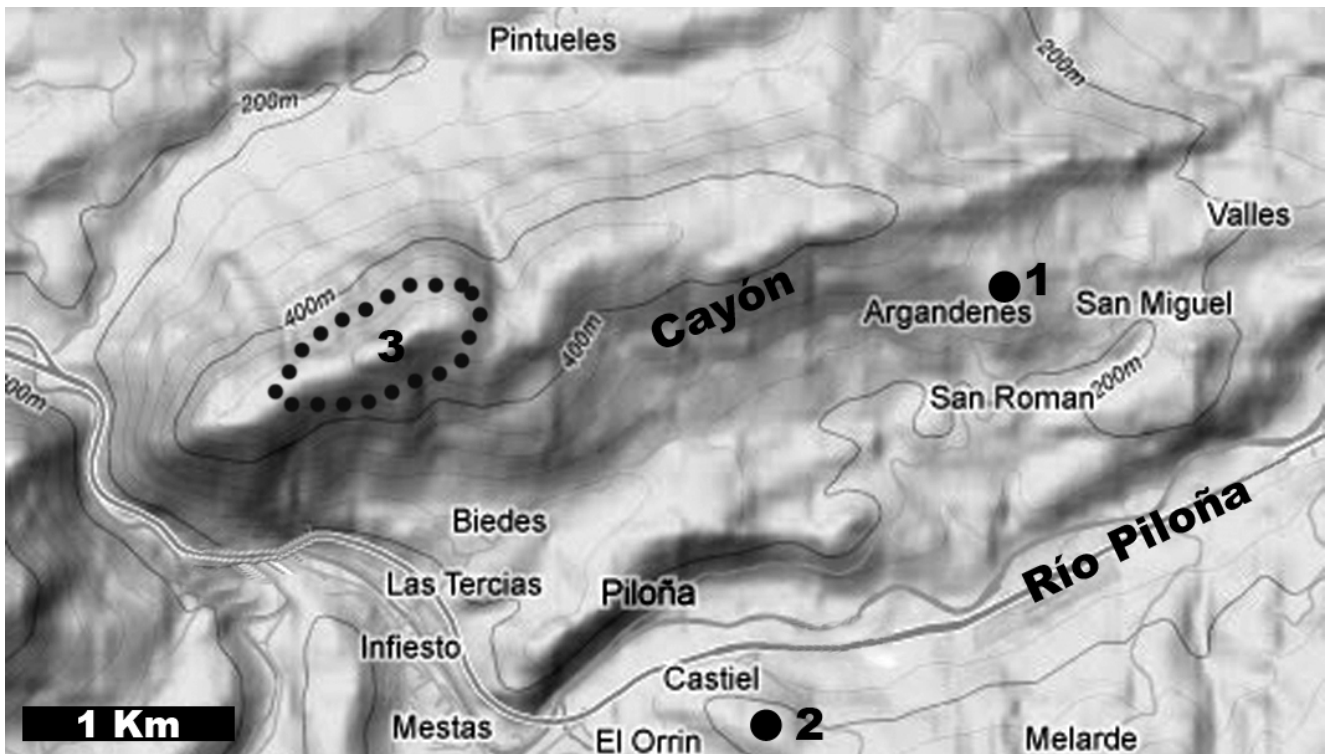 Pintueles
200m
200m
Valles
1
Argandenes
San Miguel
400m
Cayón
3
400m
San Roman
200m
Río Piloña
Biedes
Las Tercias
Piloña
Infiesto
Castiel
1 Km
Mestas
El Orrin
2
Melarde